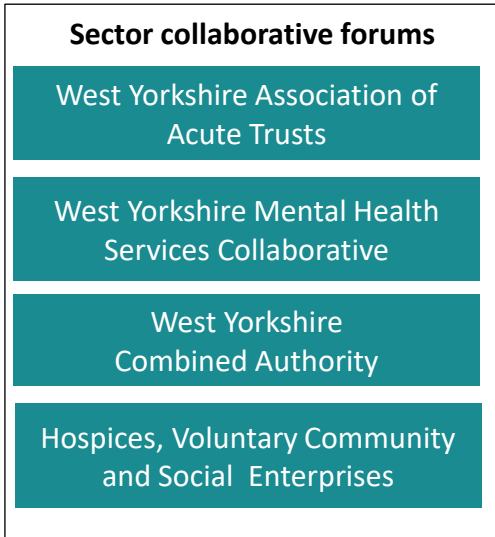 Sector collaborative forums
West Yorkshire Association of
Acute Trusts
West Yorkshire Mental Health
Services Collaborative
West Yorkshire
Combined Authority
Hospices, Voluntary Community
and Social  Enterprises